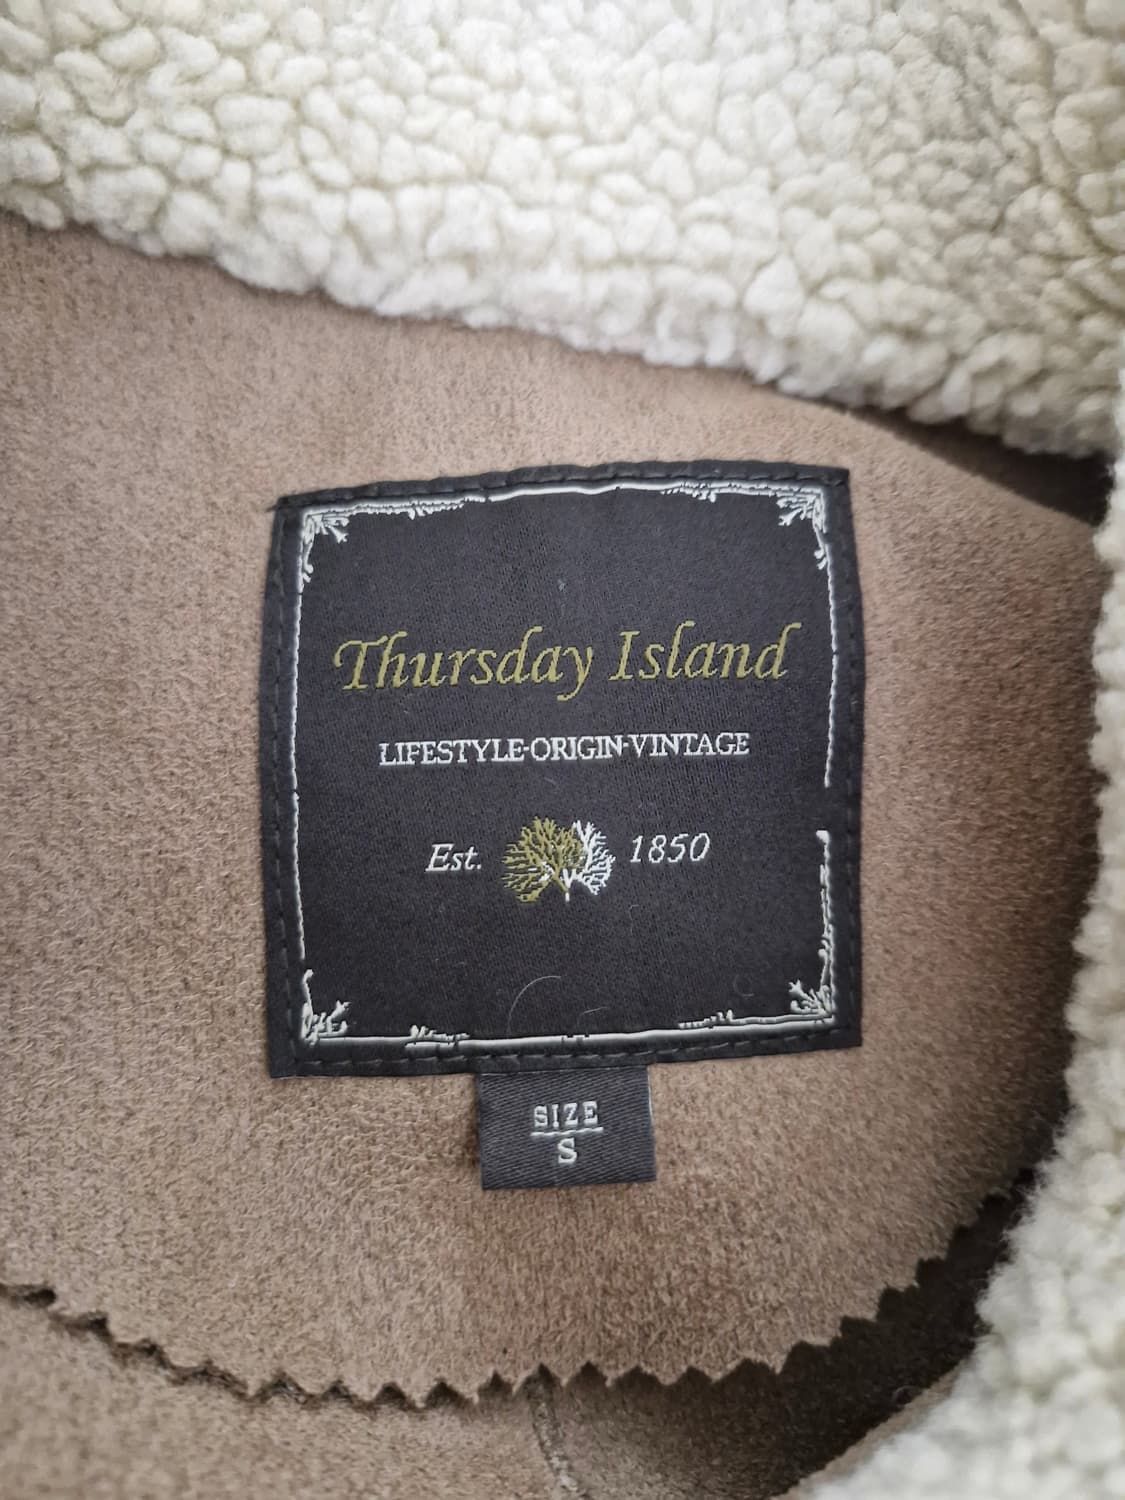 Thursday Island
LIFESTYLE-ORIGIN-VINTAGE
Est. 1850
SIZE
S